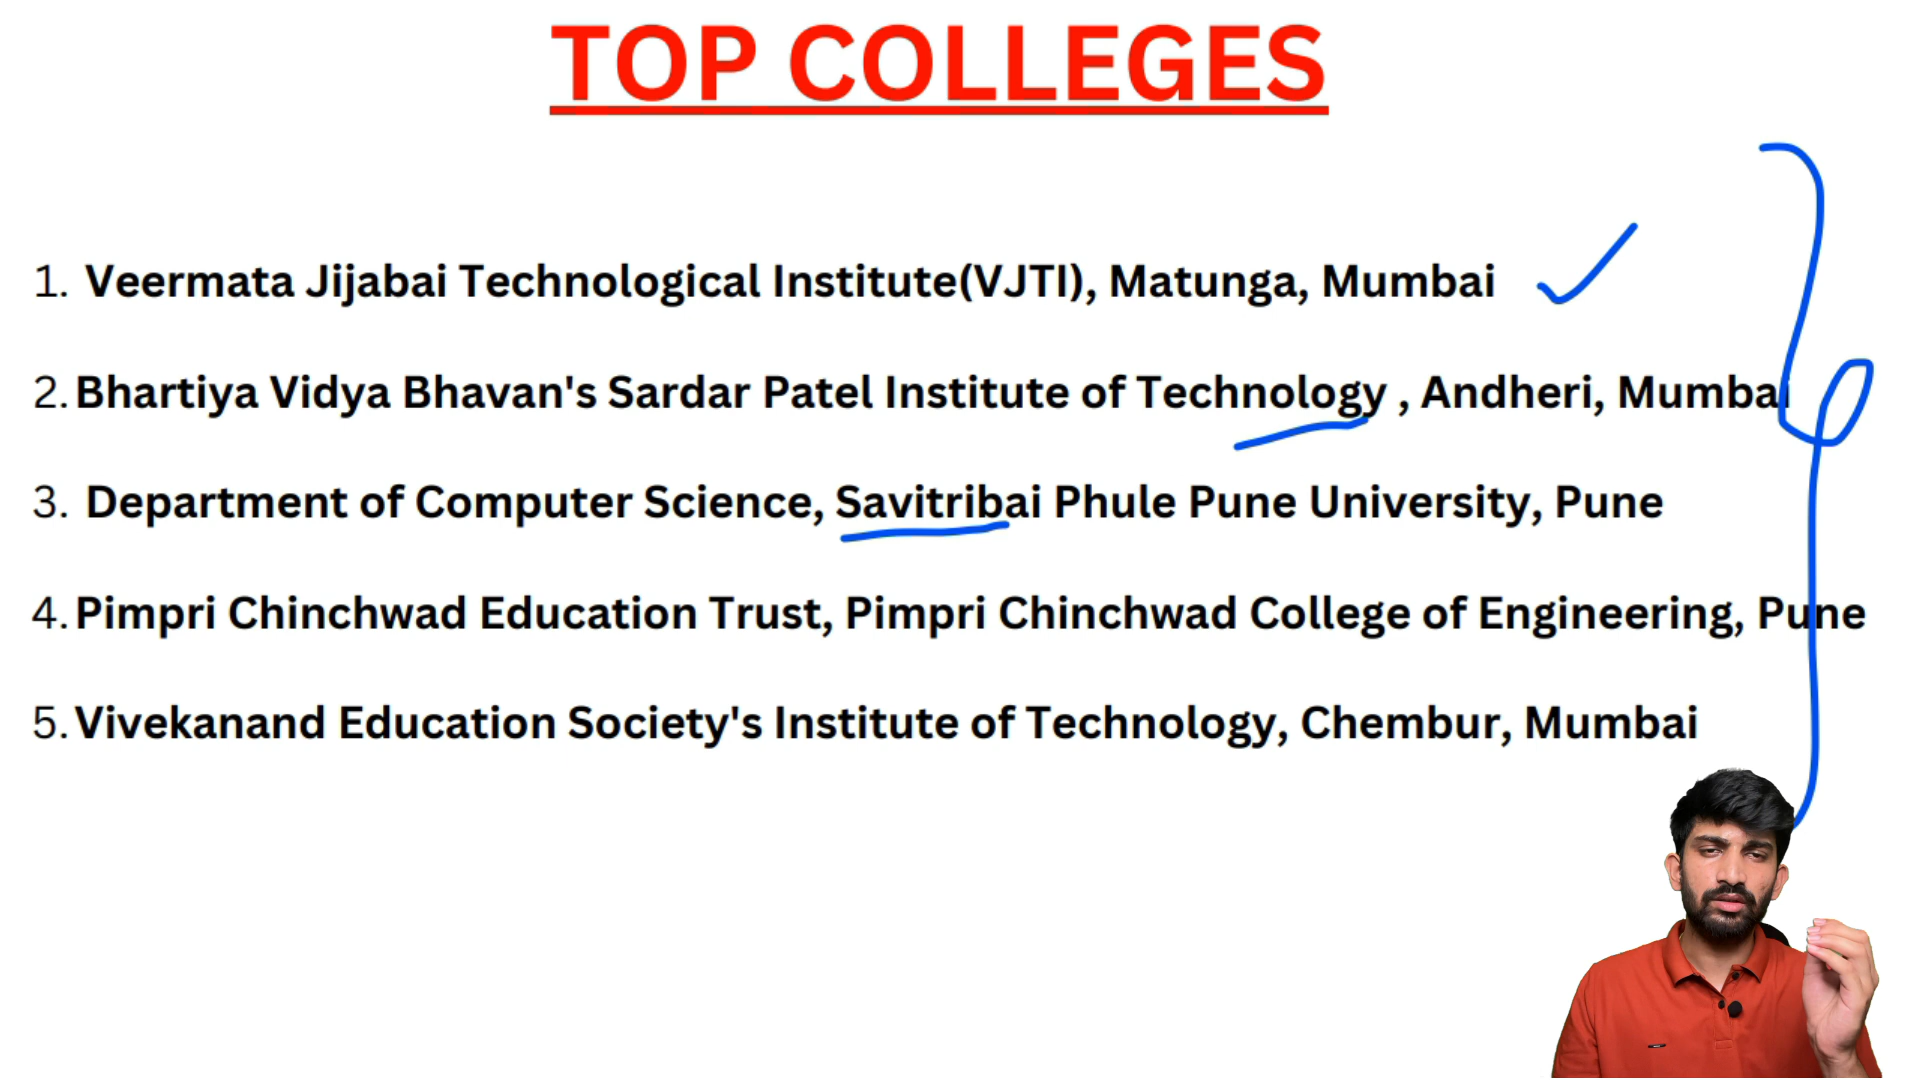 TOP COLLEGES
1. Veermata Jijabai Technological Institute(VJTI), Matunga, Mumbai
2. Bhartiya Vidya Bhavan's Sardar Patel Institute of Technology , Andheri, Mumbai
3. Department of Computer Science, Savitribai Phule Pune University, Pune
4. Pimpri Chinchwad Education Trust, Pimpri Chinchwad College of Engineering, Pune
5. Vivekanand Education Society's Institute of Technology, Chembur, Mumbai